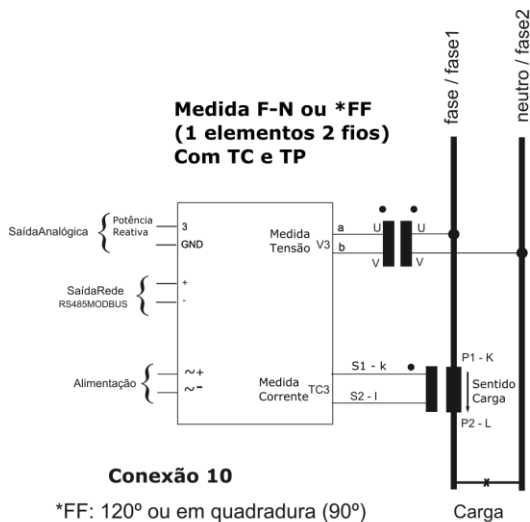 fase / fase1
neutro / fase2
Medida F-N ou *FF
(1 elementos 2 fios)
Com TC e TP
SaídaAnalógica
Potência
Reativa
3
GND
Medida
Tensão
V3
a
b
U
U
V
V
SaídaRede
RS485MODBUS
+
-
Alimentação
~+
~-
Medida
Corrente
TC3
S1 - k
S2 - l
P1 - K
Sentido
Carga
P2 - L
x
Conexão 10
*FF: 120º ou em quadradura (90º)
Carga